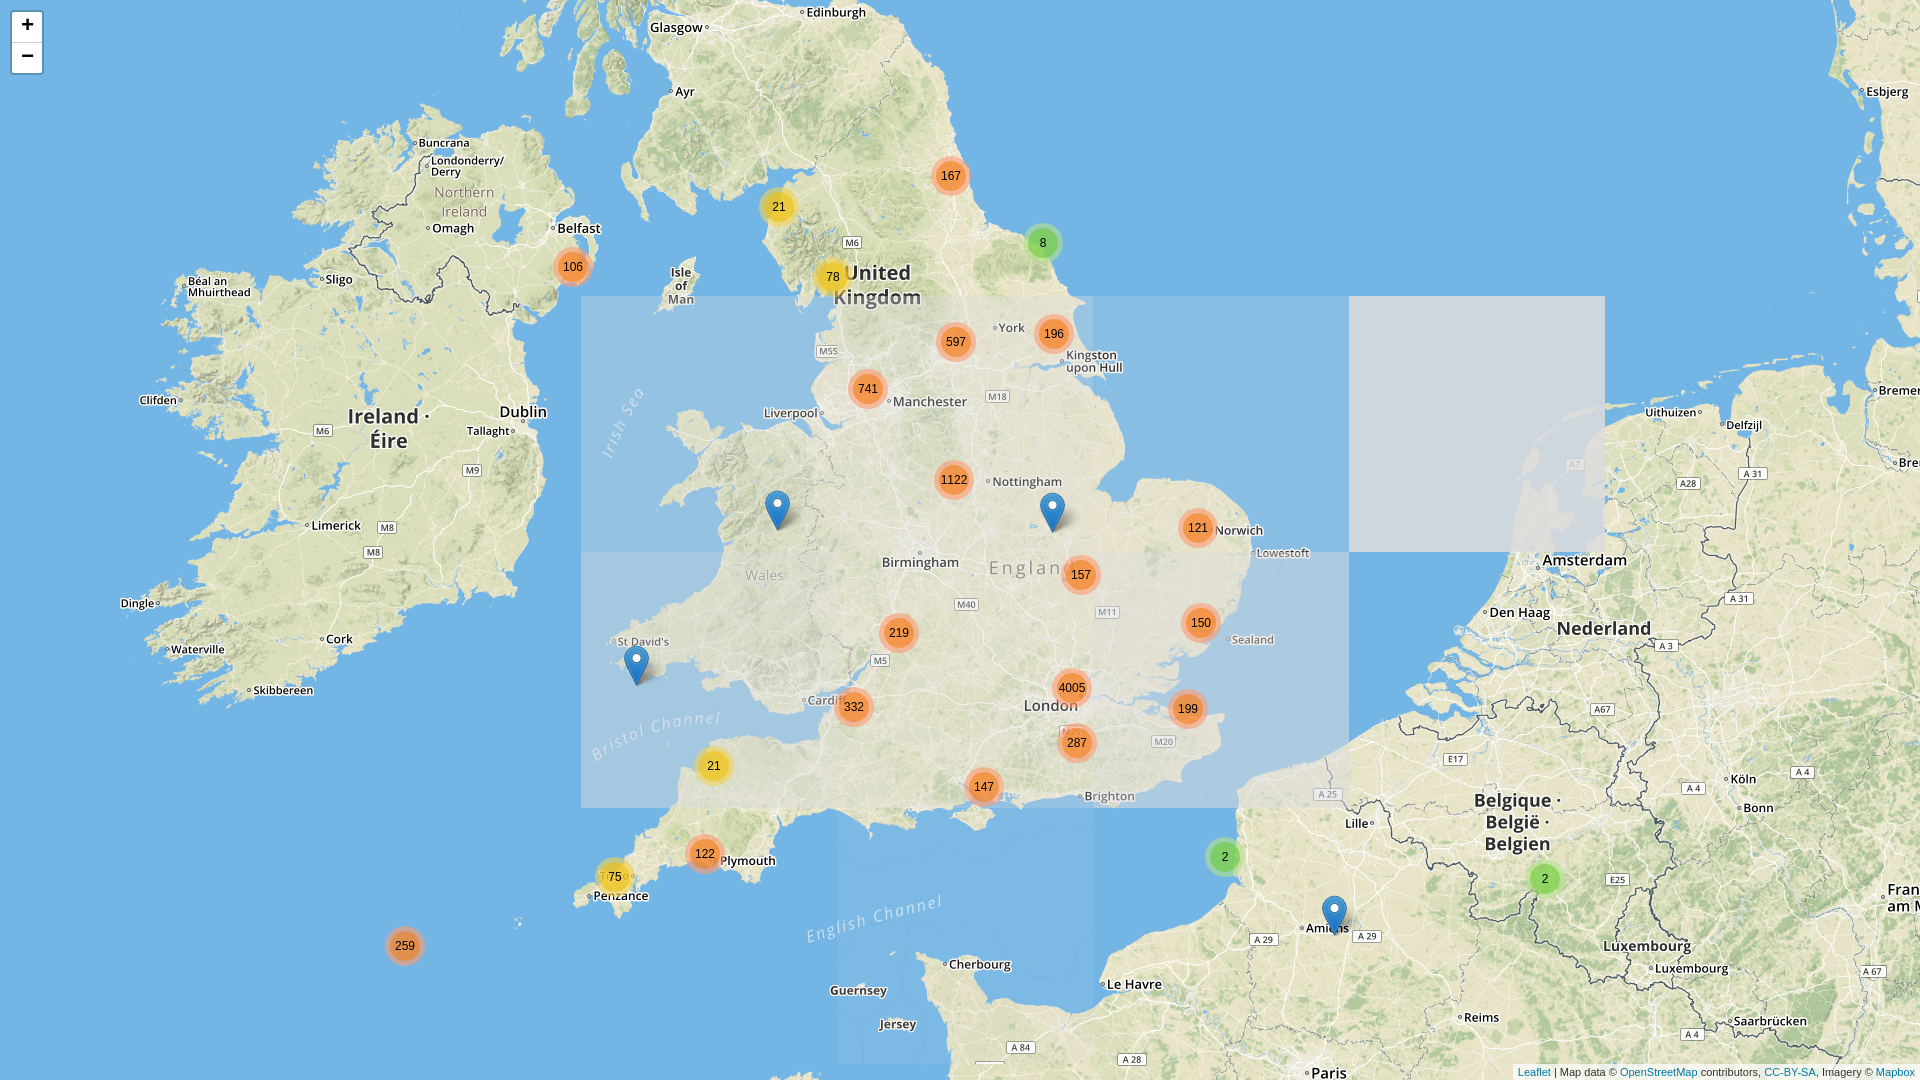 +
−
Edinburgh
Glasgow
Ayr
Esbjerg
Buncrana
Londonderry/
Derry
Northern
Ireland
Omagh
Belfast
167
21
8
106
M6
78
United
Kingdom
Isle
of
Man
Sligo
Béal an
Mhuirthead
York
196
597
M55
Kingston
upon Hull
741
Manchester
M18
Liverpool
Clifden
Dublin
Ireland ·
Éire
M6
Tallaght
Irish Sea
Uithuizen
Delfzijl
Bremer
Bre
A7
A 31
A28
M9
1122
Nottingham
121
Norwich
Limerick
M8
M8
Lowestoft
Birmingham
England
157
Wales
Amsterdam
A 31
Dingle
M40
M11
Den Haag
Nederland
150
Sealand
219
St David's
Cork
Waterville
A 3
M5
Skibbereen
4005
London
Cardiff
332
199
A67
Bristol Channel
287
M20
E17
21
147
Brighton
A 25
Köln
A 4
A 4
Bonn
Belgique ·
België ·
Belgien
Lille
122
Plymouth
2
75
Penzance
2
E25
Fran
am M
English Channel
Amiens
A 29
A 29
259
Luxembourg
Luxembourg
A 67
Cherbourg
Le Havre
Guernsey
Jersey
Reims
Saarbrücken
A 4
A 84
A 28
Paris
Leaflet | Map data © OpenStreetMap contributors, CC-BY-SA, Imagery © Mapbox